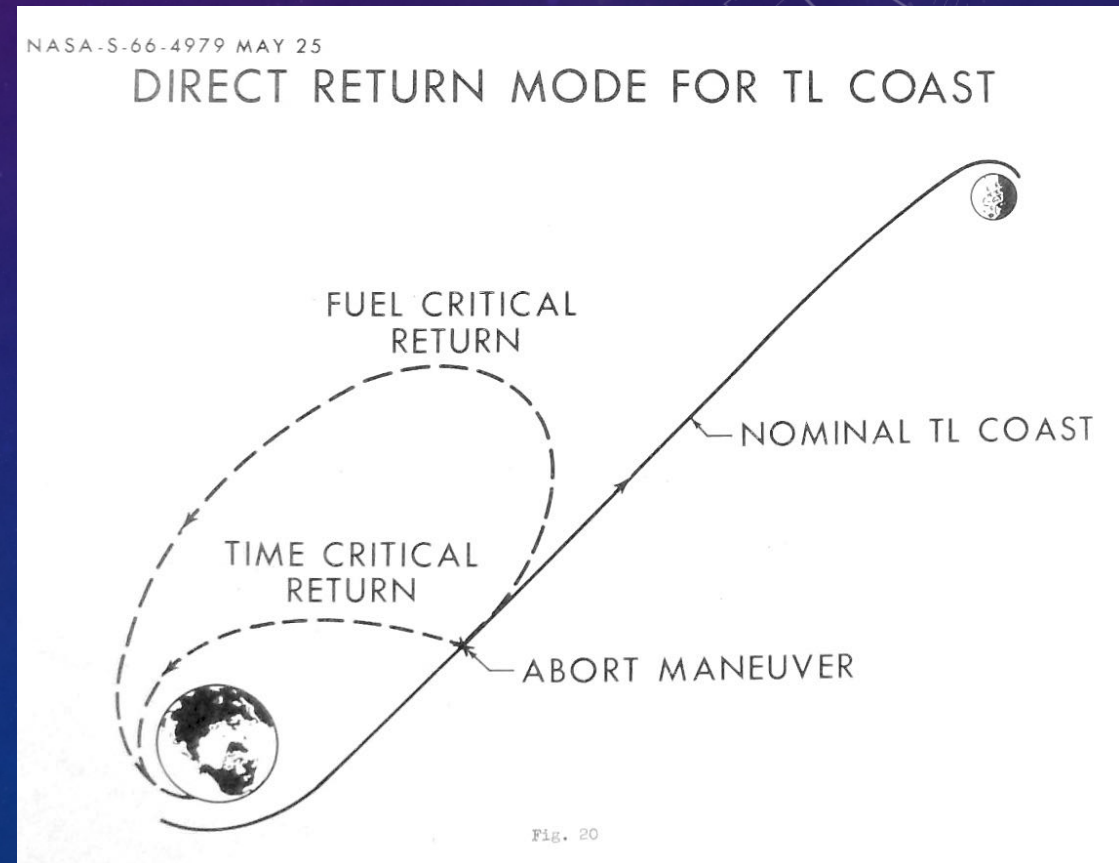 NASA-S-66-4979 MAY 25
DIRECT RETURN MODE FOR TL COAST
FUEL CRITICAL
RETURN
NOMINAL TL COAST
TIME CRITICAL
RETURN
ABORT MANEUVER
Fig. 20